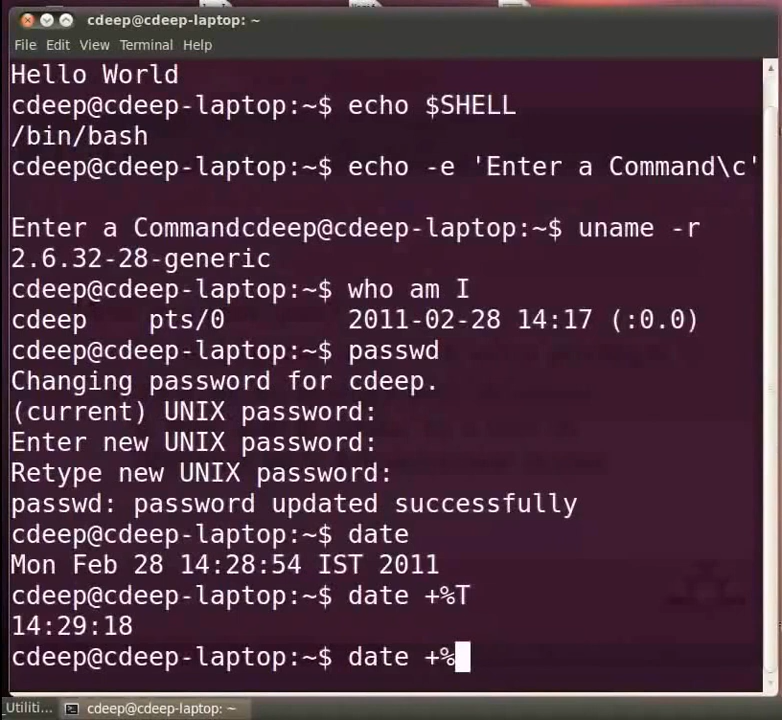 cdeep@cdeep-laptop: ~
File Edit View Terminal Help
Hello World
cdeep@cdeep-laptop:~$ echo $SHELL
/bin/bash
cdeep@cdeep-laptop:~$ echo -e 'Enter a Command\c'
Enter a Commandcdeep@cdeep-laptop:~$ uname -r
2.6.32-28-generic
cdeep@cdeep-laptop:~$ who am I
cdeep    pts/0        2011-02-28 14:17 (:0.0)
cdeep@cdeep-laptop:~$ passwd
Changing password for cdeep.
(current) UNIX password:
Enter new UNIX password:
Retype new UNIX password:
passwd: password updated successfully
cdeep@cdeep-laptop:~$ date
Mon Feb 28 14:28:54 IST 2011
cdeep@cdeep-laptop:~$ date +%T
14:29:18
cdeep@cdeep-laptop:~$ date +%
Utiliti... cdeep@cdeep-laptop: ~